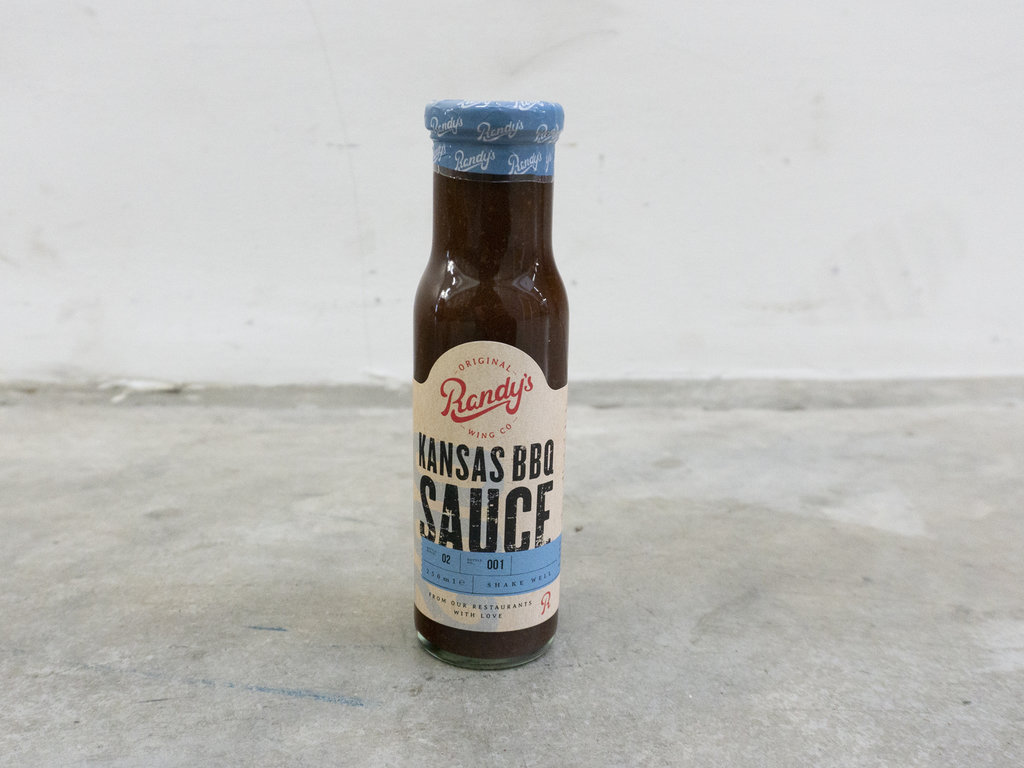 Randy's Randy's
Randy's Randy's
ORIGINAL
Randy's
WING CO
KANSAS BBQ
SAUCE
02 001
250ml℮ SHAKE WELL
FROM OUR RESTAURANTS
WITH LOVE
R